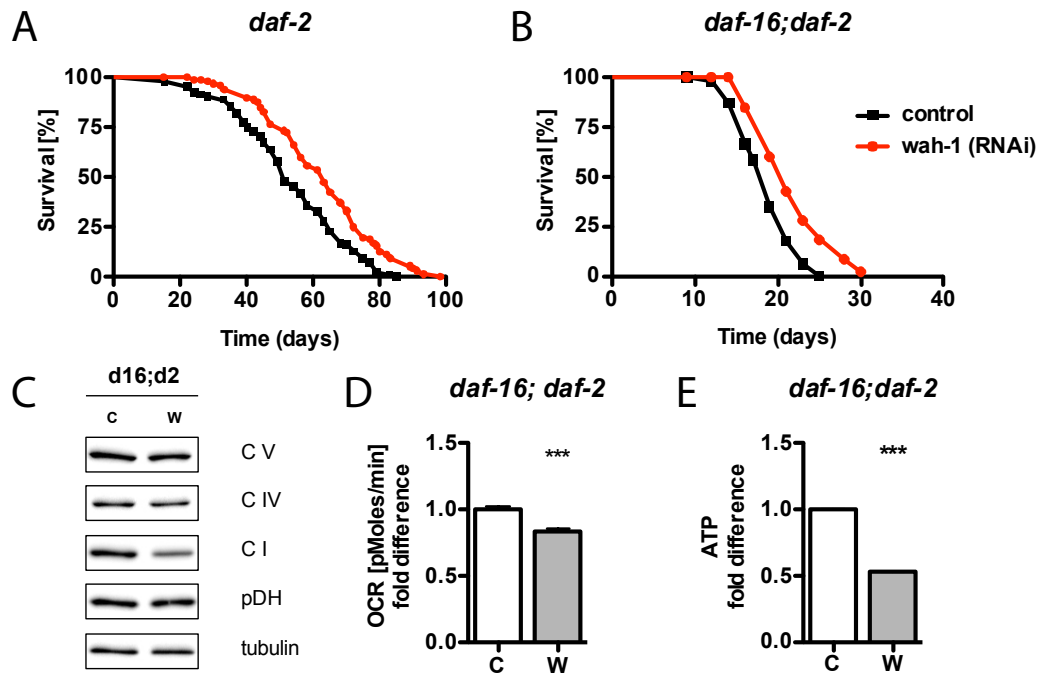 A
daf-2
Survival [%]
100
75
50
25
0
0 20 40 60 80 100
Time (days)
B
daf-16;daf-2
Survival [%]
100
75
50
25
0
0 10 20 30 40
Time (days)
control
wah-1 (RNAi)
C
d16;d2
C W
C V
C IV
C I
pDH
tubulin
D
daf-16; daf-2
OCR [pMoles/min]
fold difference
1.5
1.0
0.5
0.0
***
C W
E
daf-16;daf-2
ATP
fold difference
1.5
1.0
0.5
0.0
***
C W